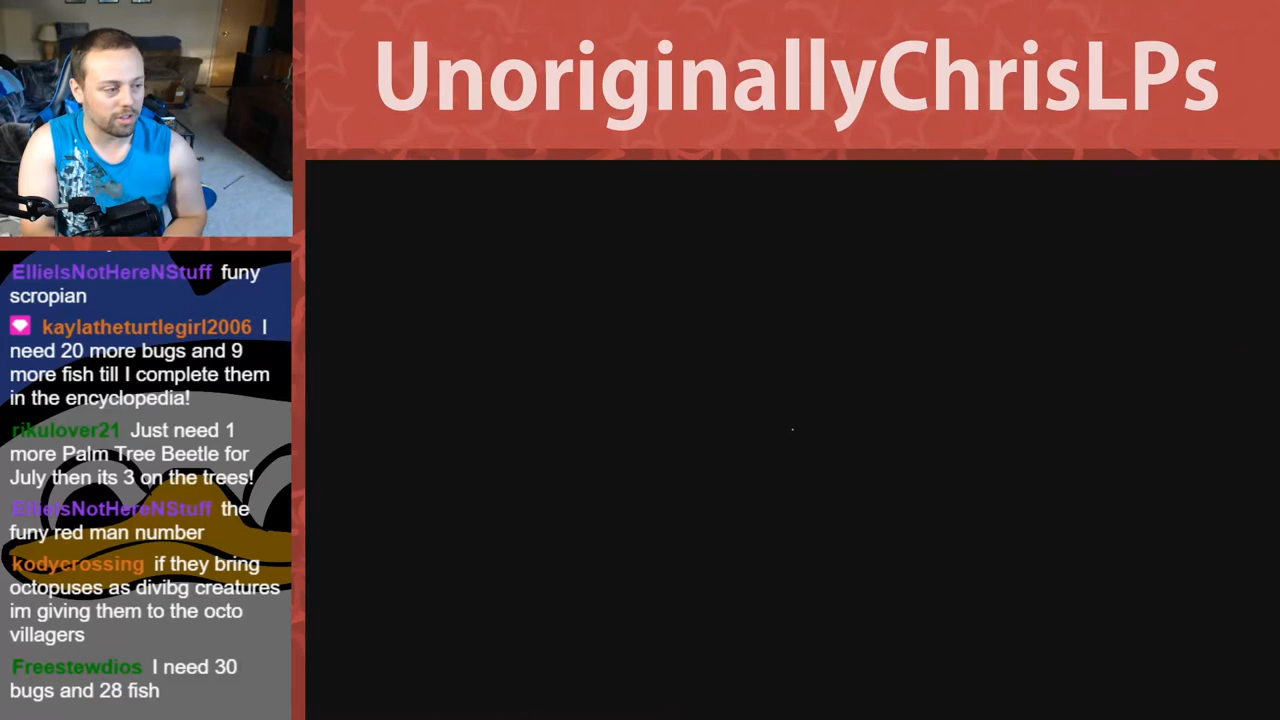 UnoriginallyChrisLPs
EllieIsNotHereNStuff funy
scropian
kaylatheturtlegirl2006 I
need 20 more bugs and 9
more fish till I complete them
in the encyclopedia!
rikulover21 Just need 1
more Palm Tree Beetle for
July then its 3 on the trees!
EllieIsNotHereNStuff the
funy red man number
kodycrossing if they bring
octopuses as divibg creatures
im giving them to the octo
villagers
Freestewdios I need 30
bugs and 28 fish